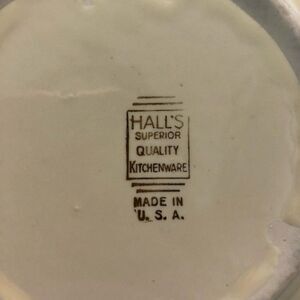 HALL'S
SUPERIOR
QUALITY
KITCHENWARE
MADE IN
U. S. A.